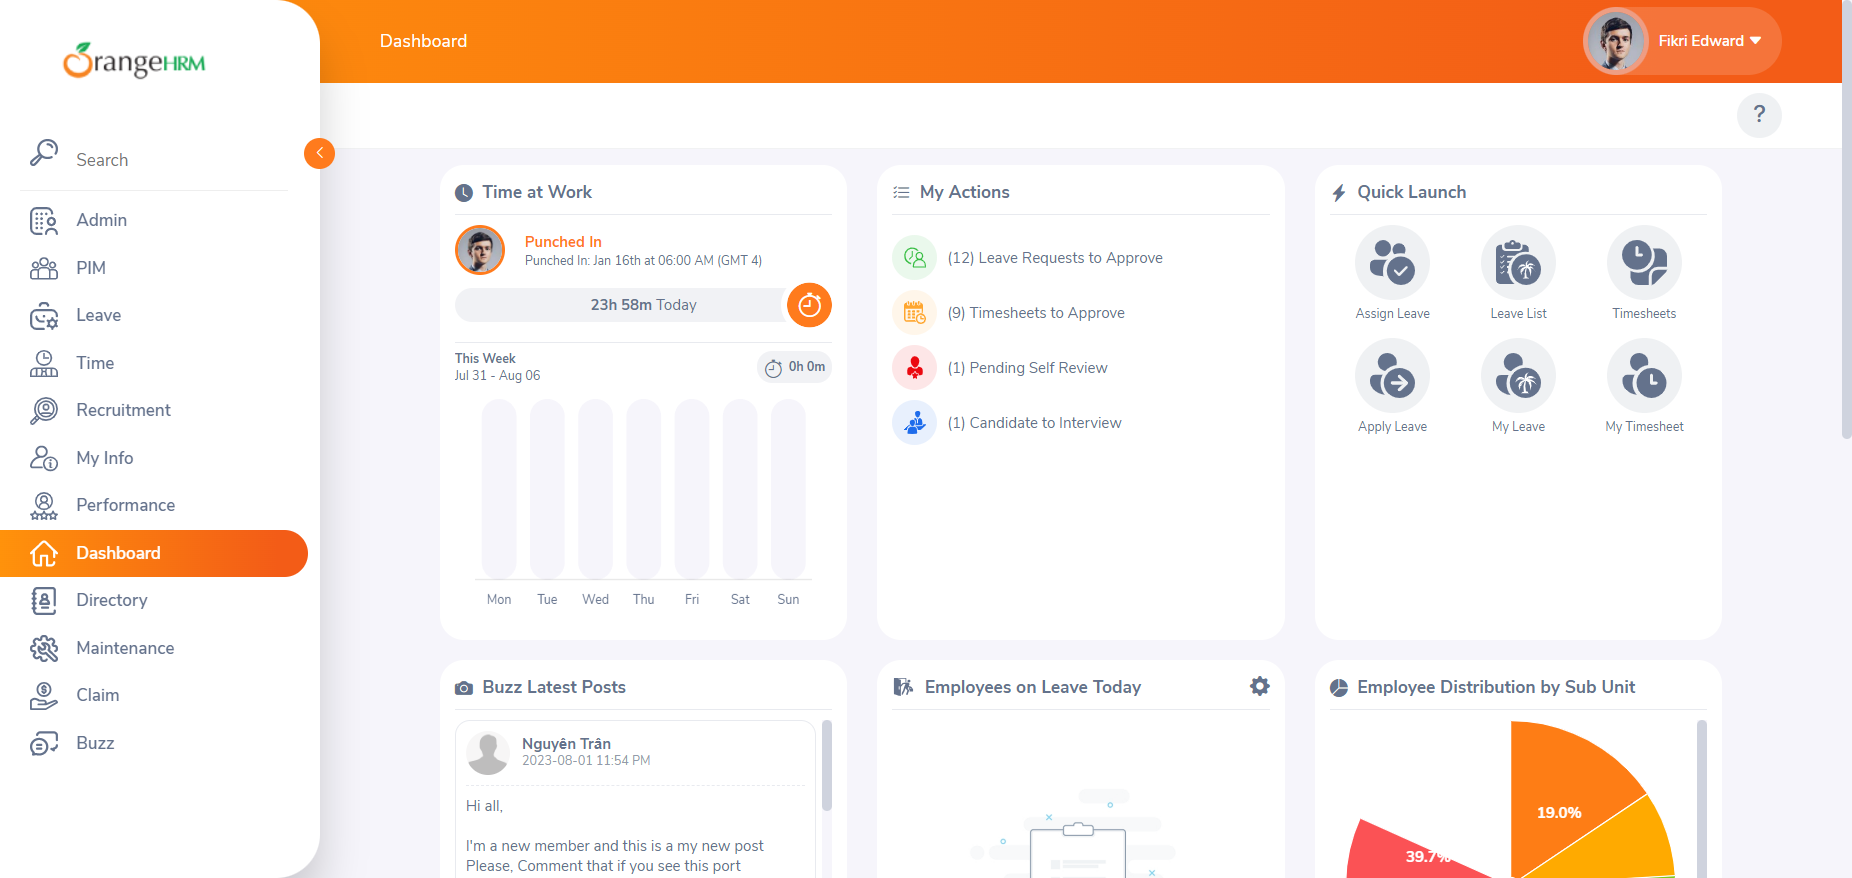 OrangeHRM
Dashboard
Fikri Edward
?
Search
Admin
PIM
Leave
Time
Recruitment
My Info
Performance
Dashboard
Directory
Maintenance
Claim
Buzz
Time at Work
Punched In
Punched In: Jan 16th at 06:00 AM (GMT 4)
23h 58m Today
This Week
Jul 31 - Aug 06
0h 0m
Mon Tue Wed Thu Fri Sat Sun
My Actions
(12) Leave Requests to Approve
(9) Timesheets to Approve
(1) Pending Self Review
(1) Candidate to Interview
Quick Launch
Assign Leave Leave List Timesheets
Apply Leave My Leave My Timesheet
Buzz Latest Posts
Nguyên Trân
2023-08-01 11:54 PM
Hi all,
I'm a new member and this is a my new post
Please, Comment that if you see this port
Employees on Leave Today
Employee Distribution by Sub Unit
19.0%
39.7%